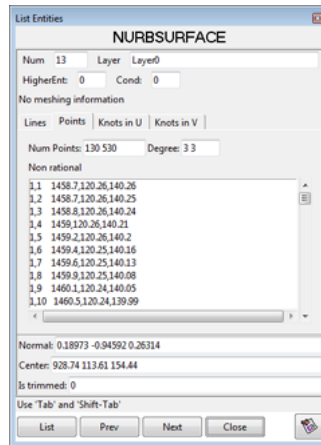 List Entities
NURBSURFACE
Num 13 Layer Layer0
HigherEnt: 0 Cond: 0
No meshing information
Lines Points Knots in U Knots in V
Num Points: 130 530 Degree: 3 3
Non rational
1,1 1458.7,120.26,140.26
1,2 1458.7,120.26,140.25
1,3 1458.8,120.26,140.24
1,4 1459,120.26,140.21
1,5 1459.2,120.26,140.2
1,6 1459.4,120.25,140.16
1,7 1459.6,120.25,140.13
1,8 1459.9,120.25,140.08
1,9 1460.1,120.24,140.05
1,10 1460.5,120.24,139.99
Normal: 0.18973 -0.94592 0.26314
Center: 928.74 113.61 154.44
Is trimmed: 0
Use 'Tab' and 'Shift-Tab'
List Prev Next Close